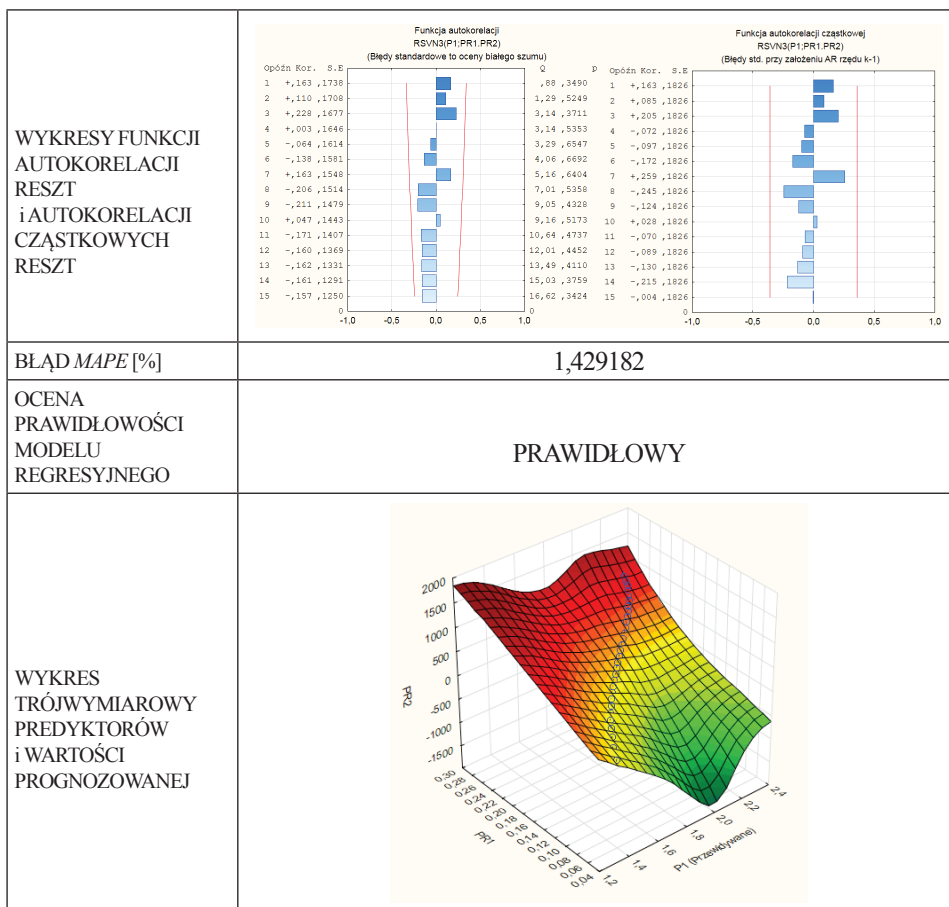 WYKRESY FUNKCJI
AUTOKORELACJI
RESZT
i AUTOKORELACJI
CZĄSTKOWYCH
RESZT
Funkcja autokorelacji
RSVN3(P1;PR1.PR2)
(Błędy standardowe to oceny białego szumu)
Opóźn Kor. S.E Q p
1 +,163 ,1738 ,88 ,3490
2 +,110 ,1708 1,29 ,5249
3 +,228 ,1677 3,14 ,3711
4 +,003 ,1646 3,14 ,5353
5 -,064 ,1614 3,29 ,6547
6 -,138 ,1581 4,06 ,6692
7 +,163 ,1548 5,16 ,6404
8 -,206 ,1514 7,01 ,5358
9 -,211 ,1479 9,05 ,4328
10 +,047 ,1443 9,16 ,5173
11 -,171 ,1407 10,64 ,4737
12 -,160 ,1369 12,01 ,4452
13 -,162 ,1331 13,49 ,4110
14 -,161 ,1291 15,03 ,3759
15 -,157 ,1250 16,62 ,3424
0 0
-1,0 -0,5 0,0 0,5 1,0
Funkcja autokorelacji cząstkowej
RSVN3(P1;PR1.PR2)
(Błędy std. przy założeniu AR rzędu k-1)
Opóźn Kor. S.E
1 +,163 ,1826
2 +,085 ,1826
3 +,205 ,1826
4 -,072 ,1826
5 -,097 ,1826
6 -,172 ,1826
7 +,259 ,1826
8 -,245 ,1826
9 -,124 ,1826
10 +,028 ,1826
11 -,070 ,1826
12 -,089 ,1826
13 -,130 ,1826
14 -,215 ,1826
15 -,004 ,1826
0
-1,0 -0,5 0,0 0,5 1,0
BŁĄD MAPE [%]
1,429182
OCENA
PRAWIDŁOWOŚCI
MODELU
REGRESYJNEGO
PRAWIDŁOWY
WYKRES
TRÓJWYMIAROWY
PREDYKTORÓW
i WARTOŚCI
PROGNOZOWANEJ
2000
1500
1000
500
0
-500
-1000
-1500
PR2
0,30
0,28
0,26
0,24
0,22
0,20
0,18
0,16
0,14
0,12
0,10
0,08
0,06
0,04
PR1
1,2
1,4
1,6
1,8
2,0
2,2
2,4
P1 (Przewidywane)